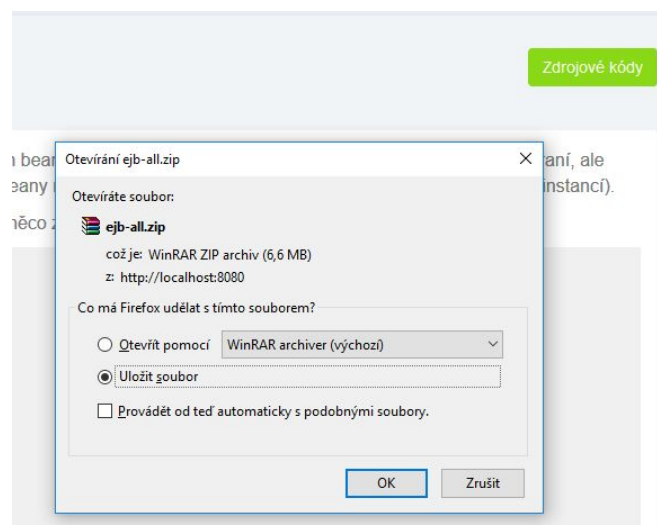 Zdrojové kódy
Otevírání ejb-all.zip
raní, ale
instancí).
Otevíráte soubor:
ejb-all.zip
což je: WinRAR ZIP archiv (6,6 MB)
z: http://localhost:8080
Co má Firefox udělat s tímto souborem?
Otevřít pomocí WinRAR archiver (výchozí)
Uložit soubor
Provádět od teď automaticky s podobnými soubory.
OK Zrušit